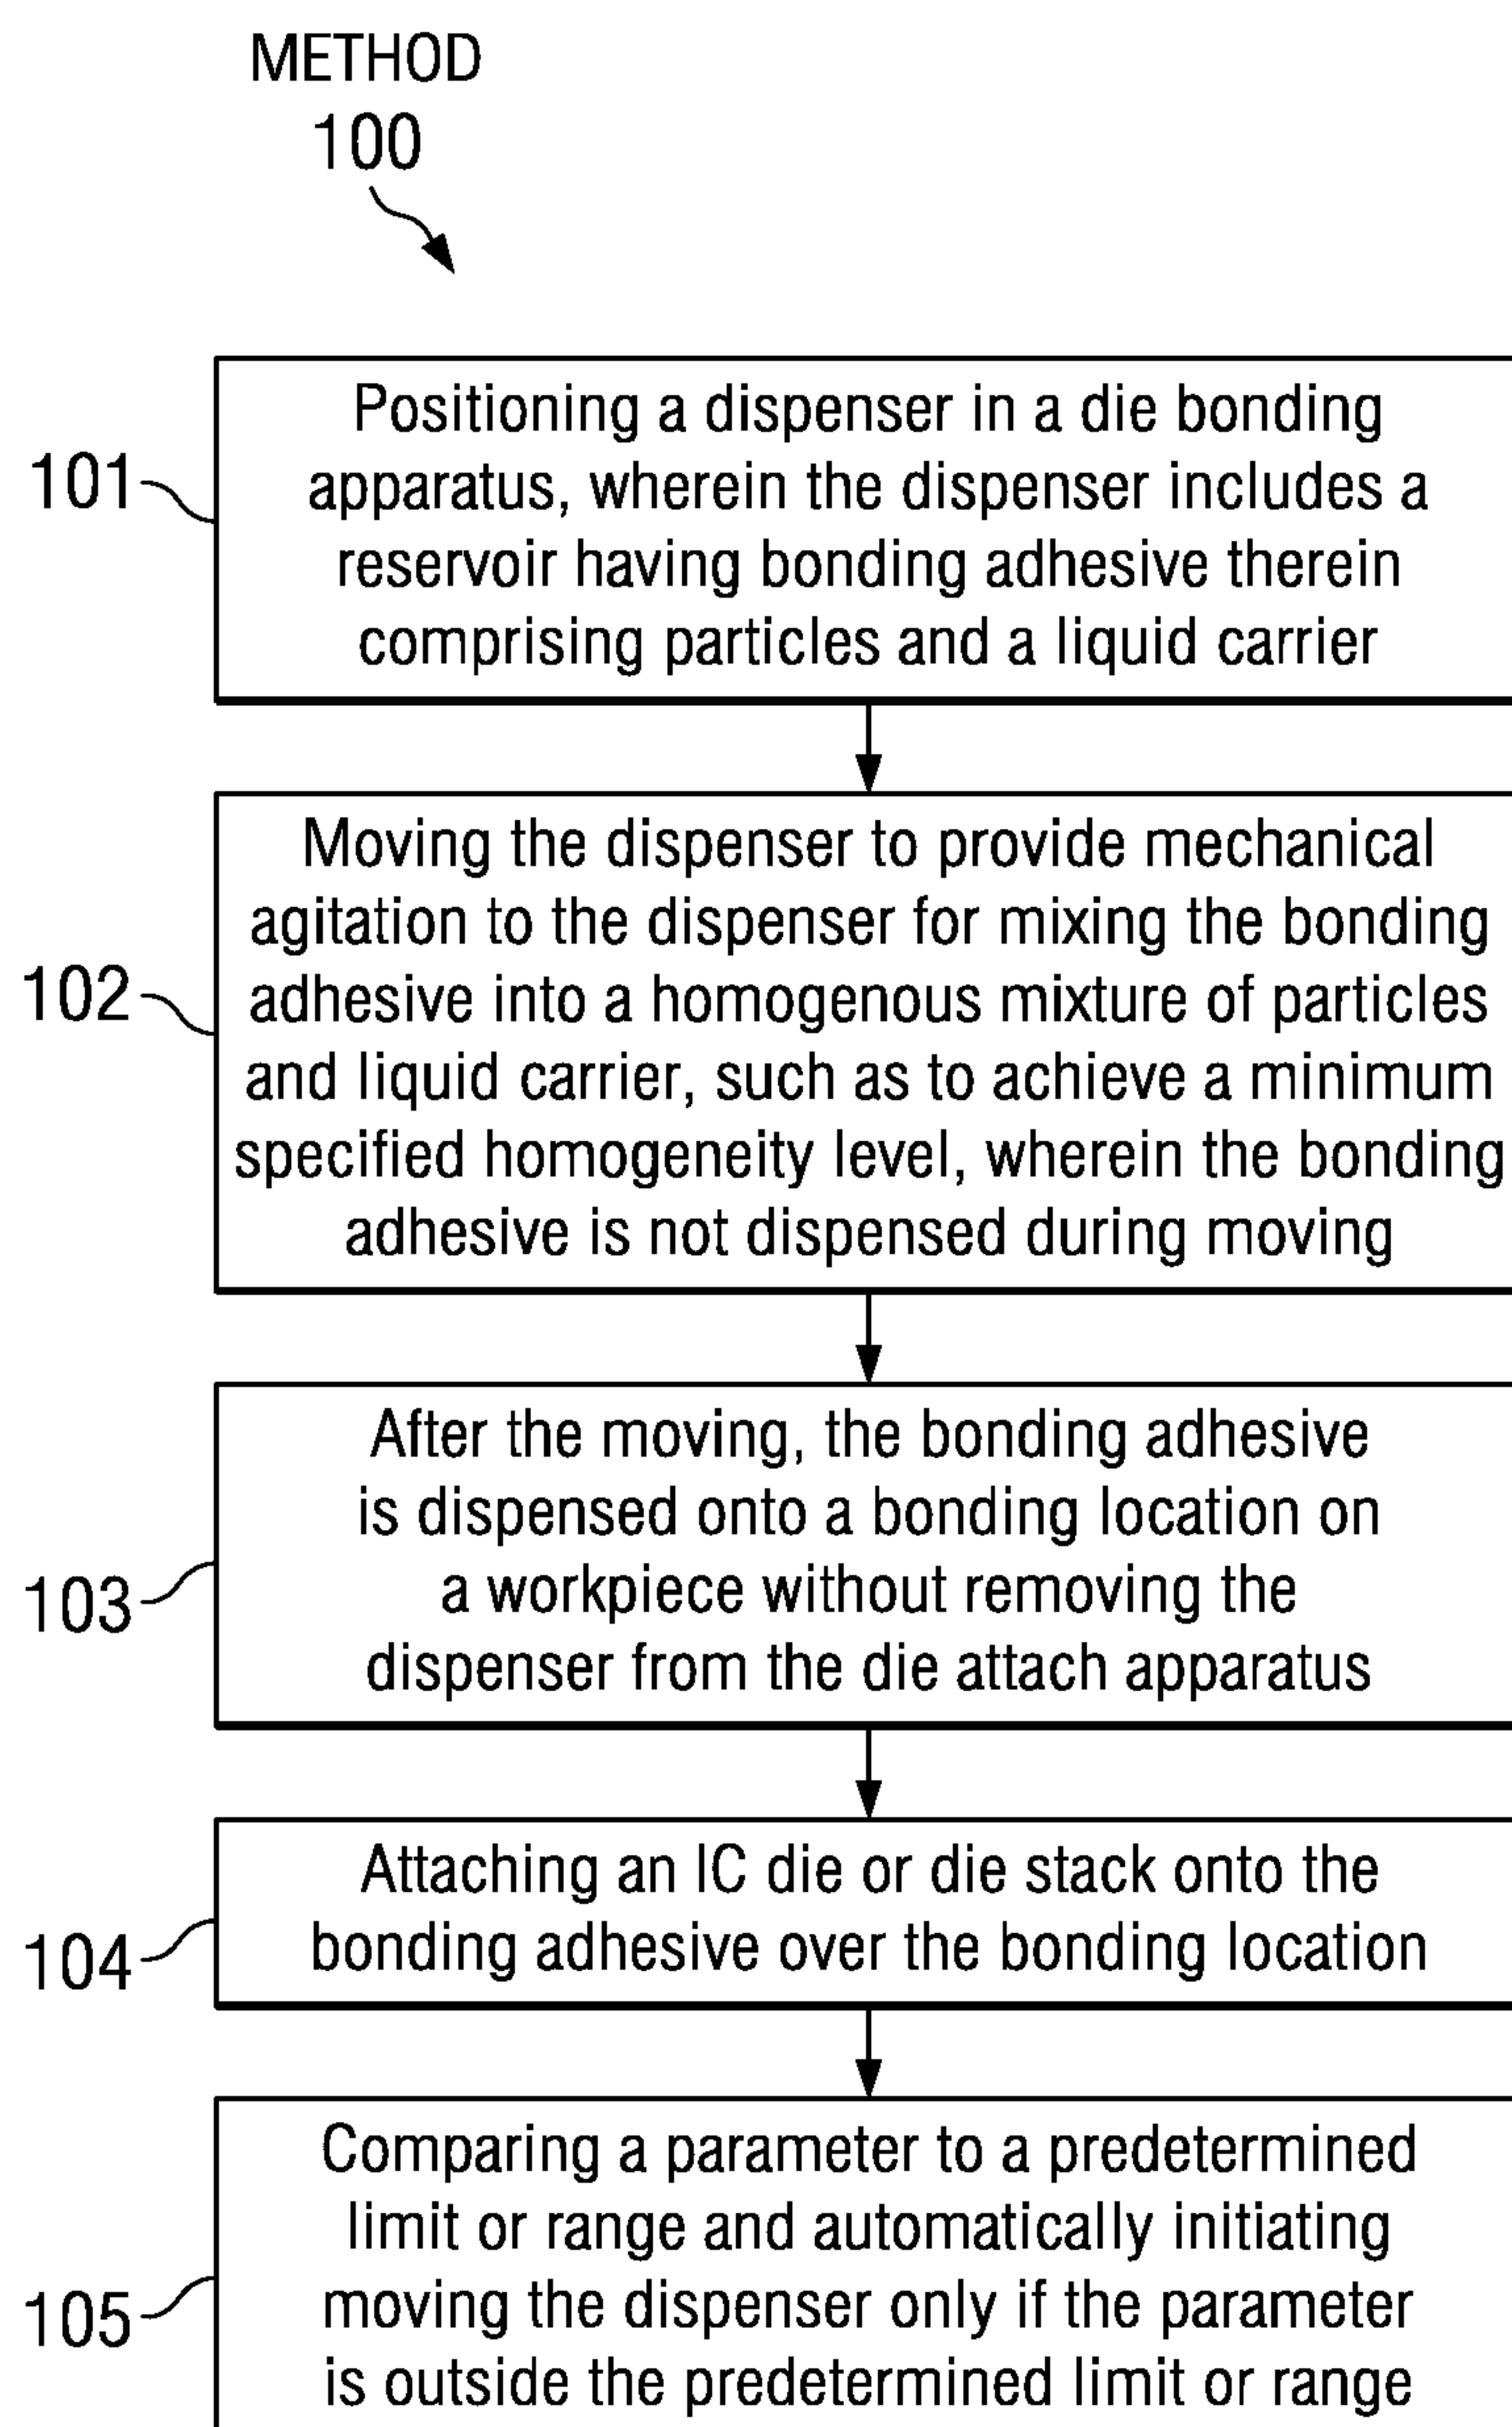 METHOD
100
101
Positioning a dispenser in a die bonding
apparatus, wherein the dispenser includes a
reservoir having bonding adhesive therein
comprising particles and a liquid carrier
102
Moving the dispenser to provide mechanical
agitation to the dispenser for mixing the bonding
adhesive into a homogenous mixture of particles
and liquid carrier, such as to achieve a minimum
specified homogeneity level, wherein the bonding
adhesive is not dispensed during moving
103
After the moving, the bonding adhesive
is dispensed onto a bonding location on
a workpiece without removing the
dispenser from the die attach apparatus
104
Attaching an IC die or die stack onto the
bonding adhesive over the bonding location
105
Comparing a parameter to a predetermined
limit or range and automatically initiating
moving the dispenser only if the parameter
is outside the predetermined limit or range